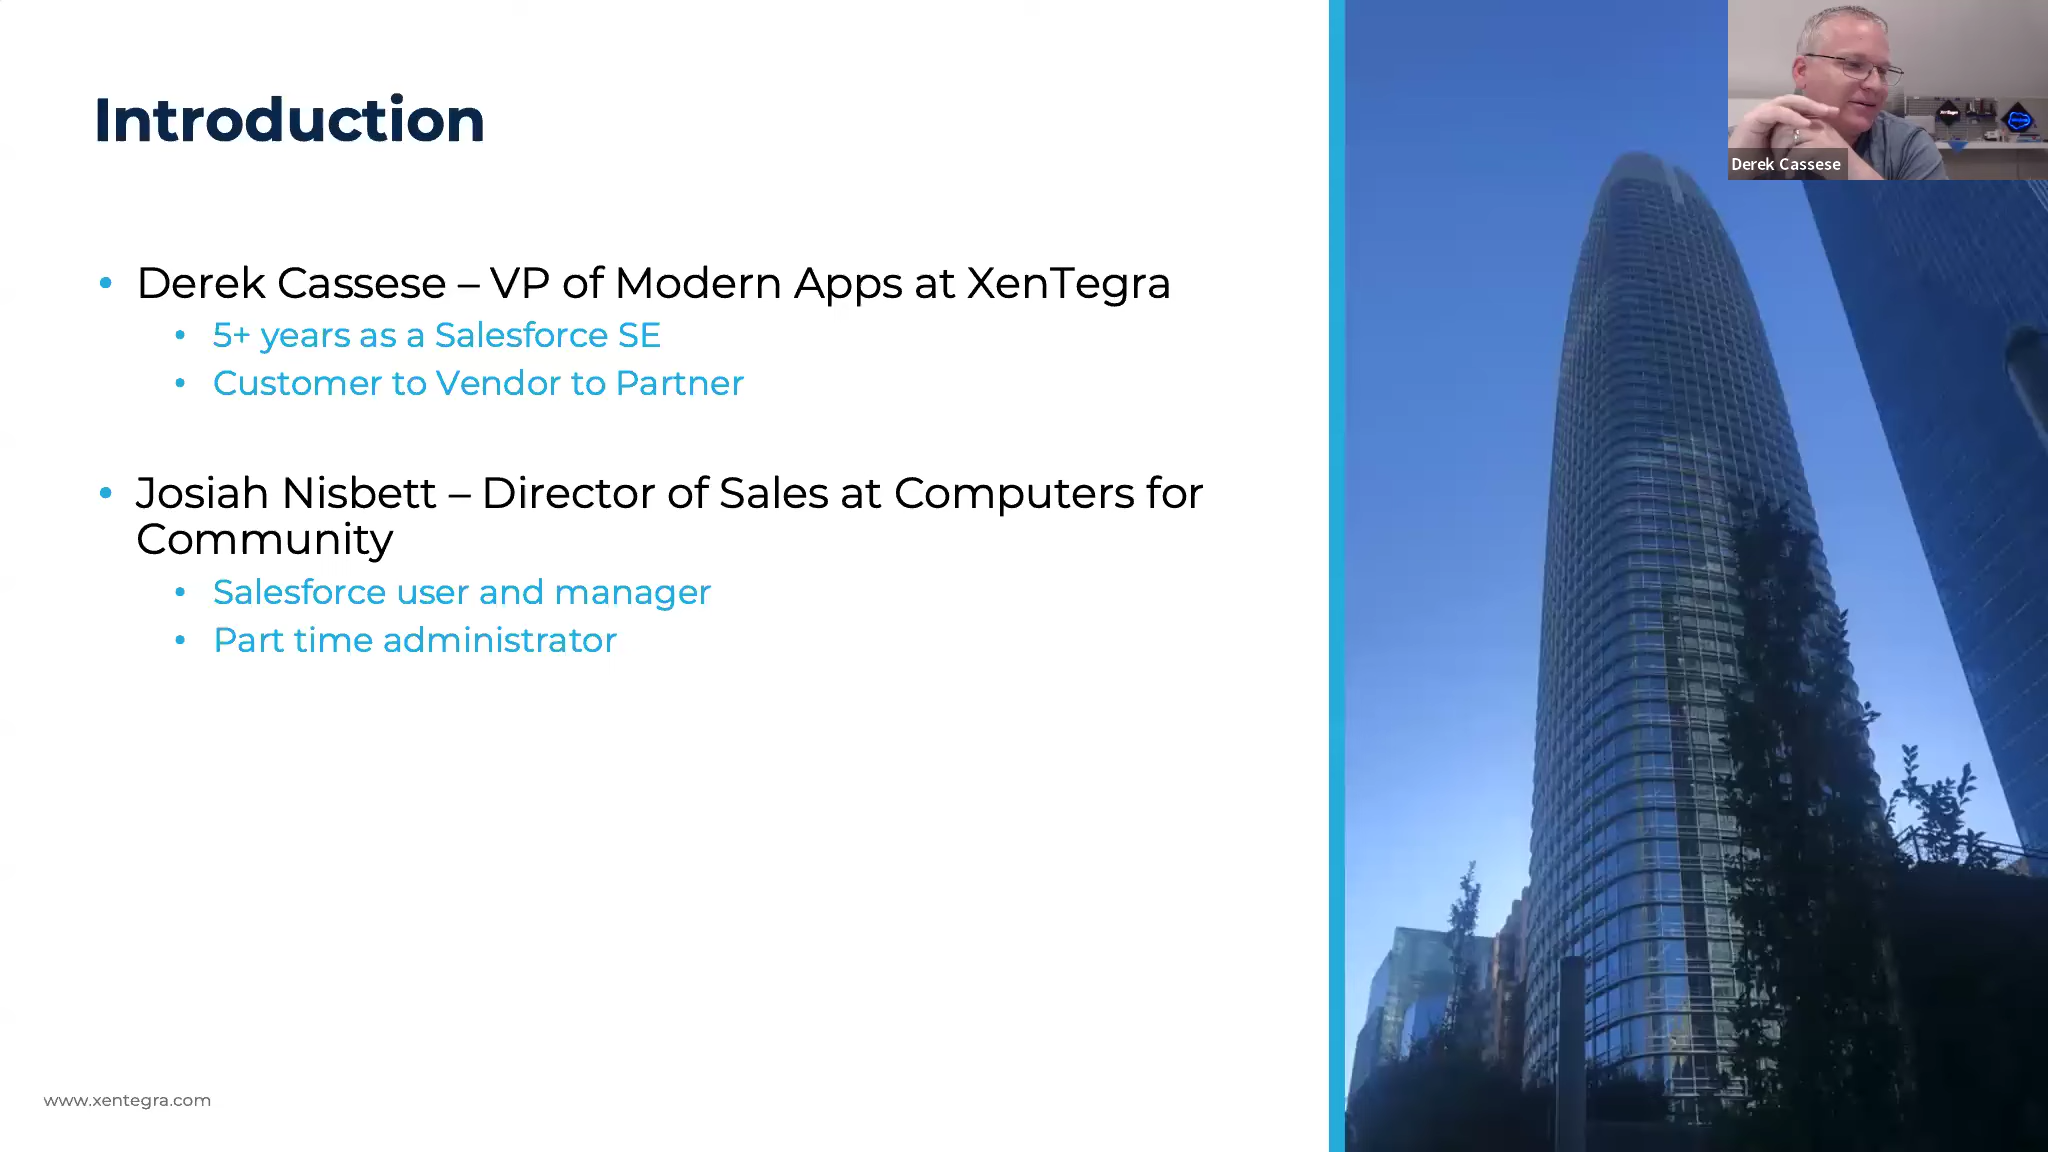 Introduction
Derek Cassese
• Derek Cassese – VP of Modern Apps at XenTegra
• 5+ years as a Salesforce SE
• Customer to Vendor to Partner
• Josiah Nisbett – Director of Sales at Computers for
Community
• Salesforce user and manager
• Part time administrator
www.xentegra.com